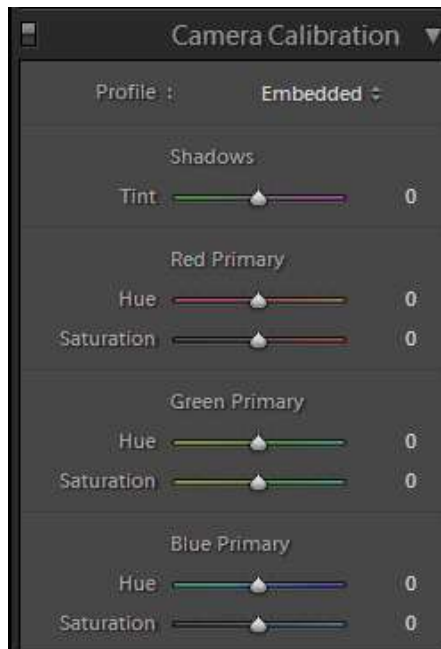 Camera Calibration
Profile : Embedded
Shadows
Tint 0
Red Primary
Hue 0
Saturation 0
Green Primary
Hue 0
Saturation 0
Blue Primary
Hue 0
Saturation 0